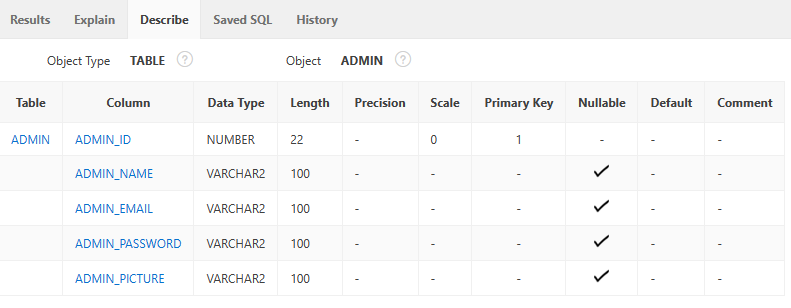 Results Explain Describe Saved SQL History
Object Type TABLE ? Object ADMIN ?
Table Column Data Type Length Precision Scale Primary Key Nullable Default Comment
ADMIN ADMIN_ID NUMBER 22 - 0 1 - - -
ADMIN_NAME VARCHAR2 100 - - - ✓ - -
ADMIN_EMAIL VARCHAR2 100 - - - ✓ - -
ADMIN_PASSWORD VARCHAR2 100 - - - ✓ - -
ADMIN_PICTURE VARCHAR2 100 - - - ✓ - -